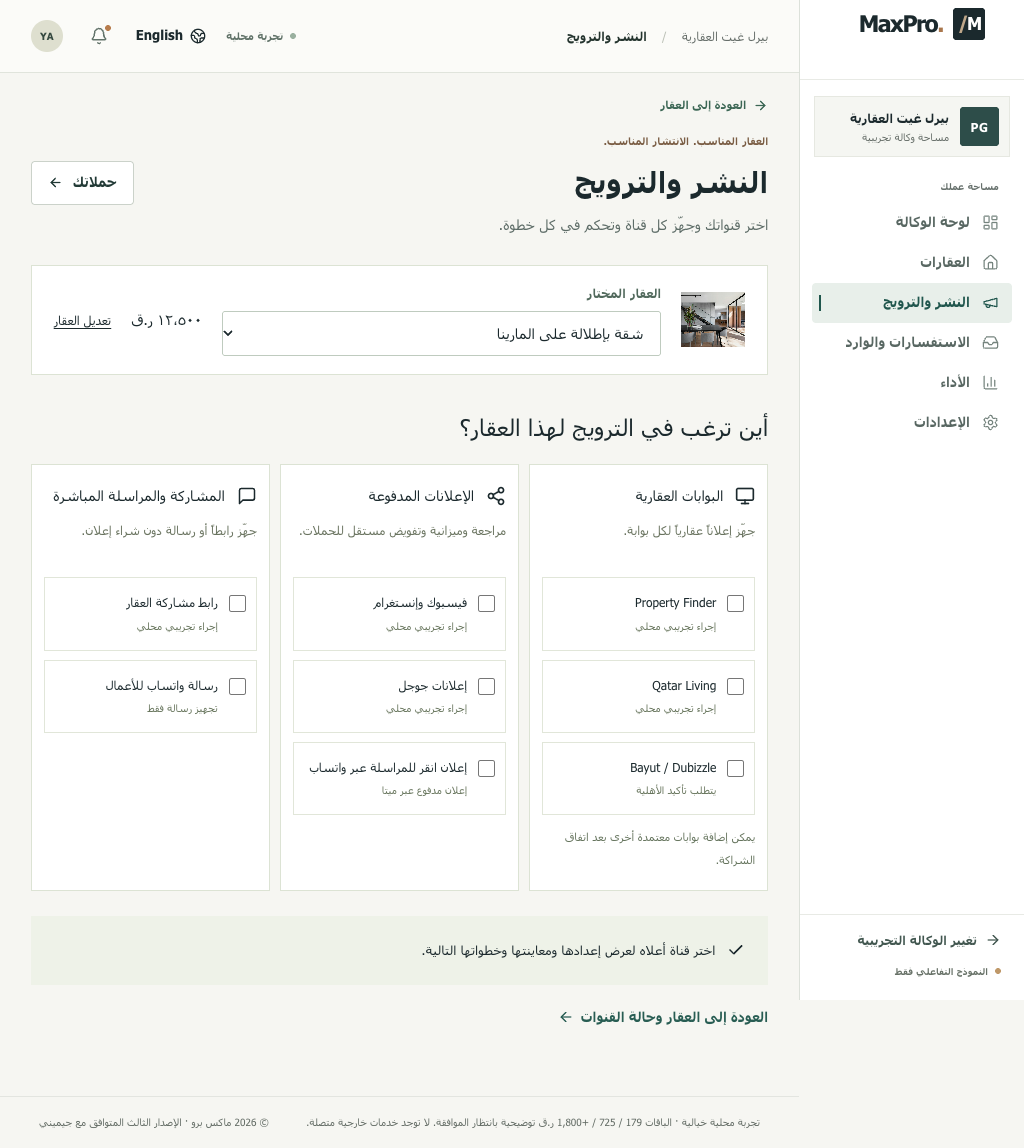 MaxPro.
/M
PG
بيرل غيت العقارية
مساحة وكالة تجريبية
مساحة عملك
لوحة الوكالة
العقارات
النشر والترويج
الاستفسارات والوارد
الأداء
الإعدادات
تغيير الوكالة التجريبية
النموذج التفاعلي فقط
بيرل غيت العقارية / النشر والترويج
تجربة محلية
English
YA
العودة إلى العقار
العقار المناسب. الانتشار المناسب.
النشر والترويج
اختر قنواتك وجهّز كل قناة وتحكم في كل خطوة.
حملاتك
العقار المختار
شقة بإطلالة على المارينا
١٢،٥٠٠ ر.ق
تعديل العقار
أين ترغب في الترويج لهذا العقار؟
البوابات العقارية
جهّز إعلاناً عقارياً لكل بوابة.
Property Finder
إجراء تجريبي محلي
Qatar Living
إجراء تجريبي محلي
Bayut / Dubizzle
يتطلب تأكيد الأهلية
يمكن إضافة بوابات معتمدة أخرى بعد اتفاق
الشراكة.
الإعلانات المدفوعة
مراجعة وميزانية وتفويض مستقل للحملات.
فيسبوك وإنستغرام
إجراء تجريبي محلي
إعلانات جوجل
إجراء تجريبي محلي
إعلان انقر للمراسلة عبر واتساب
إعلان مدفوع عبر ميتا
المشاركة والمراسلة المباشرة
جهّز رابطاً أو رسالة دون شراء إعلان.
رابط مشاركة العقار
إجراء تجريبي محلي
رسالة واتساب للأعمال
تجهيز رسالة فقط
اختر قناة أعلاه لعرض إعدادها ومعاينتها وخطواتها التالية.
العودة إلى العقار وحالة القنوات
تجربة محلية خيالية · الباقات 179 / 725 / +1,800 ر.ق توضيحية بانتظار الموافقة. لا توجد خدمات خارجية متصلة.
© 2026 ماكس برو · الإصدار الثالث المتوافق مع جيميني